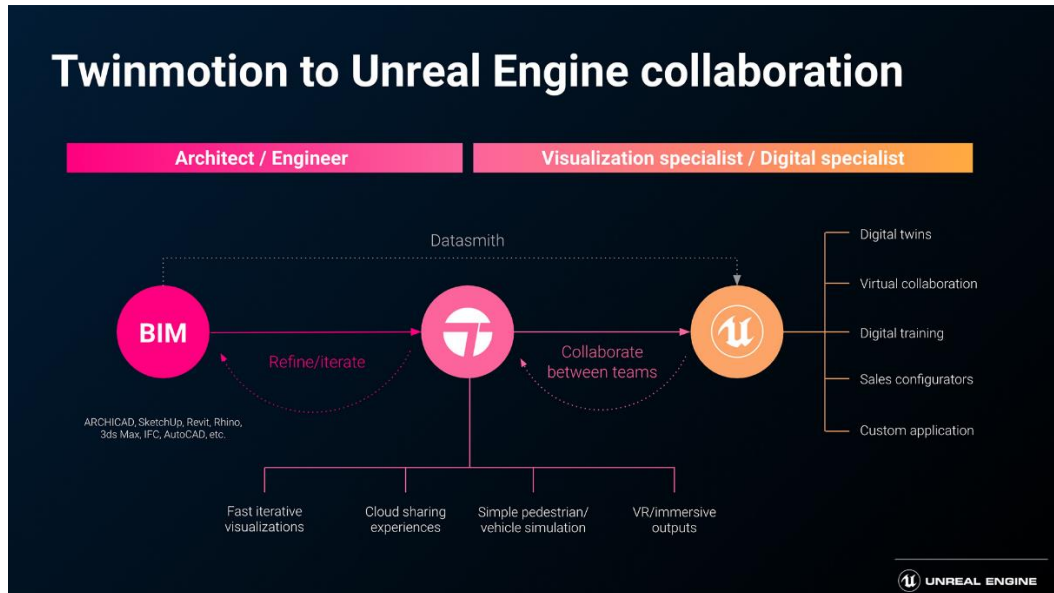 Twinmotion to Unreal Engine collaboration
Architect / Engineer
Visualization specialist / Digital specialist
Datasmith
BIM
Refine/iterate
Collaborate
between teams
ARCHICAD, SketchUp, Revit, Rhino,
3ds Max, IFC, AutoCAD, etc.
Digital twins
Virtual collaboration
Digital training
Sales configurators
Custom application
Fast iterative
visualizations
Cloud sharing
experiences
Simple pedestrian/
vehicle simulation
VR/immersive
outputs
UNREAL ENGINE